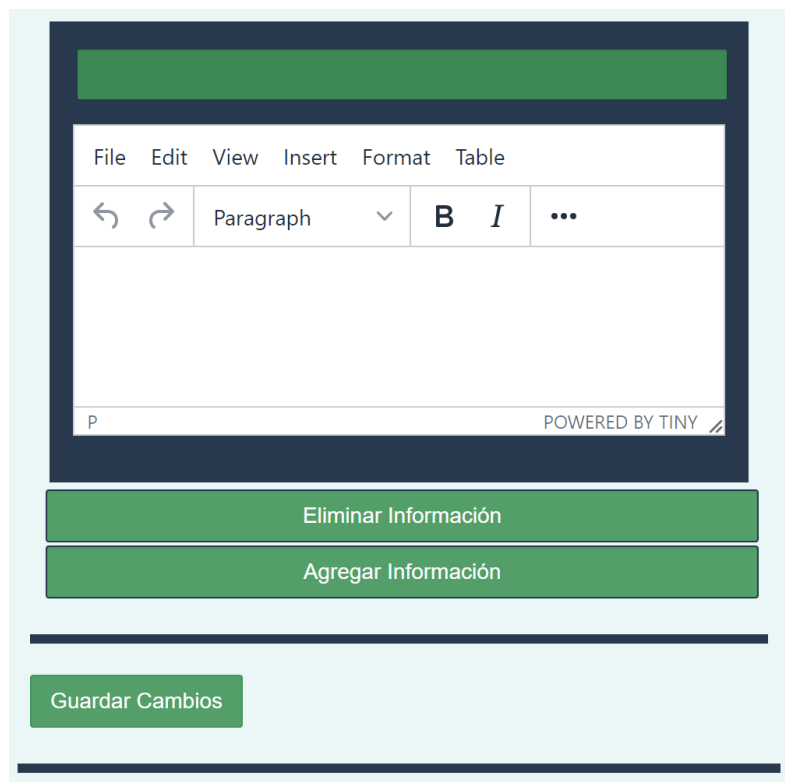 File Edit View Insert Format Table
Paragraph B I •••
P POWERED BY TINY
Eliminar Información
Agregar Información
Guardar Cambios